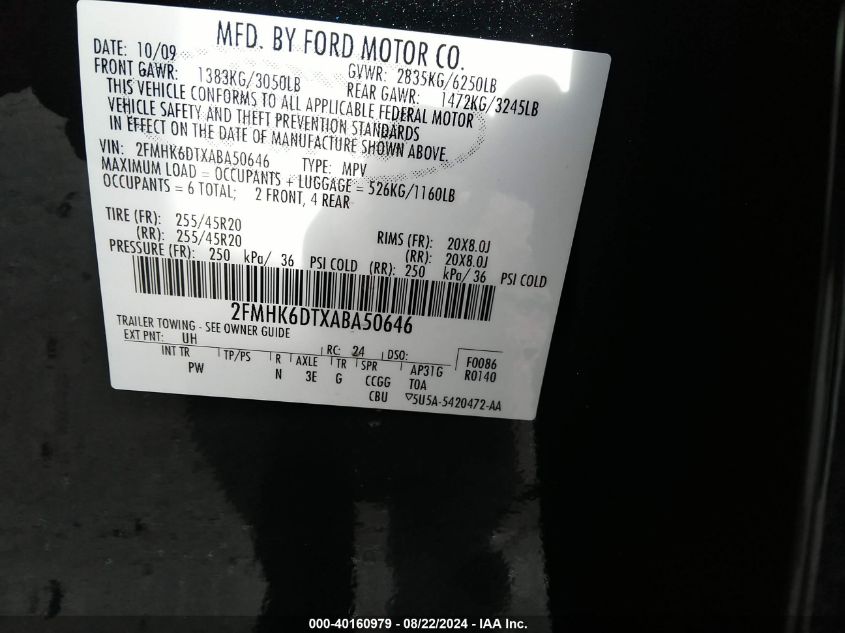 MFD. BY FORD MOTOR CO.
DATE: 10/09
GVWR: 2835KG/6250LB
FRONT GAWR: 1383KG/3050LB
REAR GAWR: 1472KG/3245LB
THIS VEHICLE CONFORMS TO ALL APPLICABLE FEDERAL MOTOR
VEHICLE SAFETY AND THEFT PREVENTION STANDARDS
IN EFFECT ON THE DATE OF MANUFACTURE SHOWN ABOVE.
VIN: 2FMHK6DTXABA50646 TYPE: MPV
MAXIMUM LOAD = OCCUPANTS + LUGGAGE = 526KG/1160LB
OCCUPANTS = 6 TOTAL; 2 FRONT, 4 REAR
TIRE (FR): 255/45R20 RIMS (FR): 20X8.0J
(RR): 255/45R20 (RR): 20X8.0J
PRESSURE (FR): 250 kPa/ 36 PSI COLD (RR): 250 kPa/ 36 PSI COLD
2FMHK6DTXABA50646
TRAILER TOWING - SEE OWNER GUIDE
EXT PNT: UH RC: 24 DSO: F0086
INT TR TP/PS R AXLE TR SPR AP31G R0140
PW N 3E G CCGG T0A
CBU ▽5U5A-5420472-AA
000-40160979 - 08/22/2024 - IAA Inc.